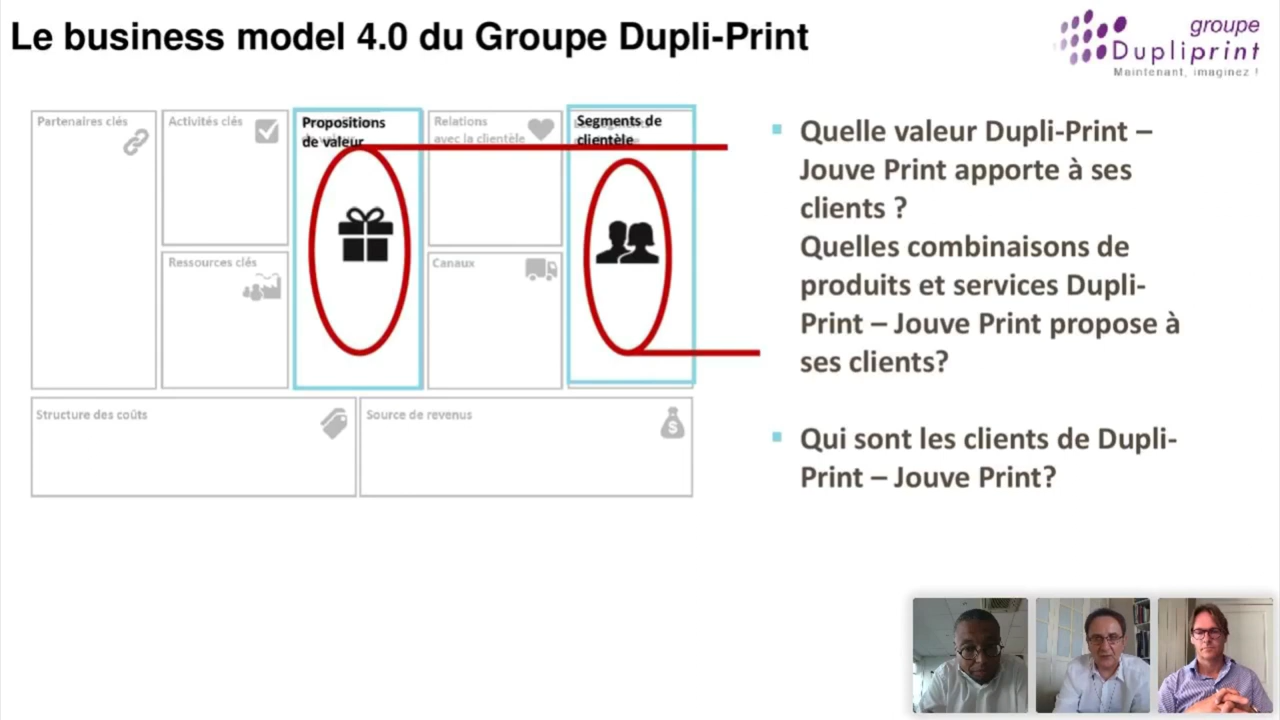 Le business model 4.0 du Groupe Dupli-Print
groupe
Dupliprint
Maintenant, imaginez !
Partenaires clés
Activités clés
Propositions
de valeur
Relations
avec la clientèle
Segments de
clientèle
Ressources clés
Canaux
Structure des coûts
Source de revenus
$
Quelle valeur Dupli-Print –
Jouve Print apporte à ses
clients ?
Quelles combinaisons de
produits et services Dupli-
Print – Jouve Print propose à
ses clients?
Qui sont les clients de Dupli-
Print – Jouve Print?